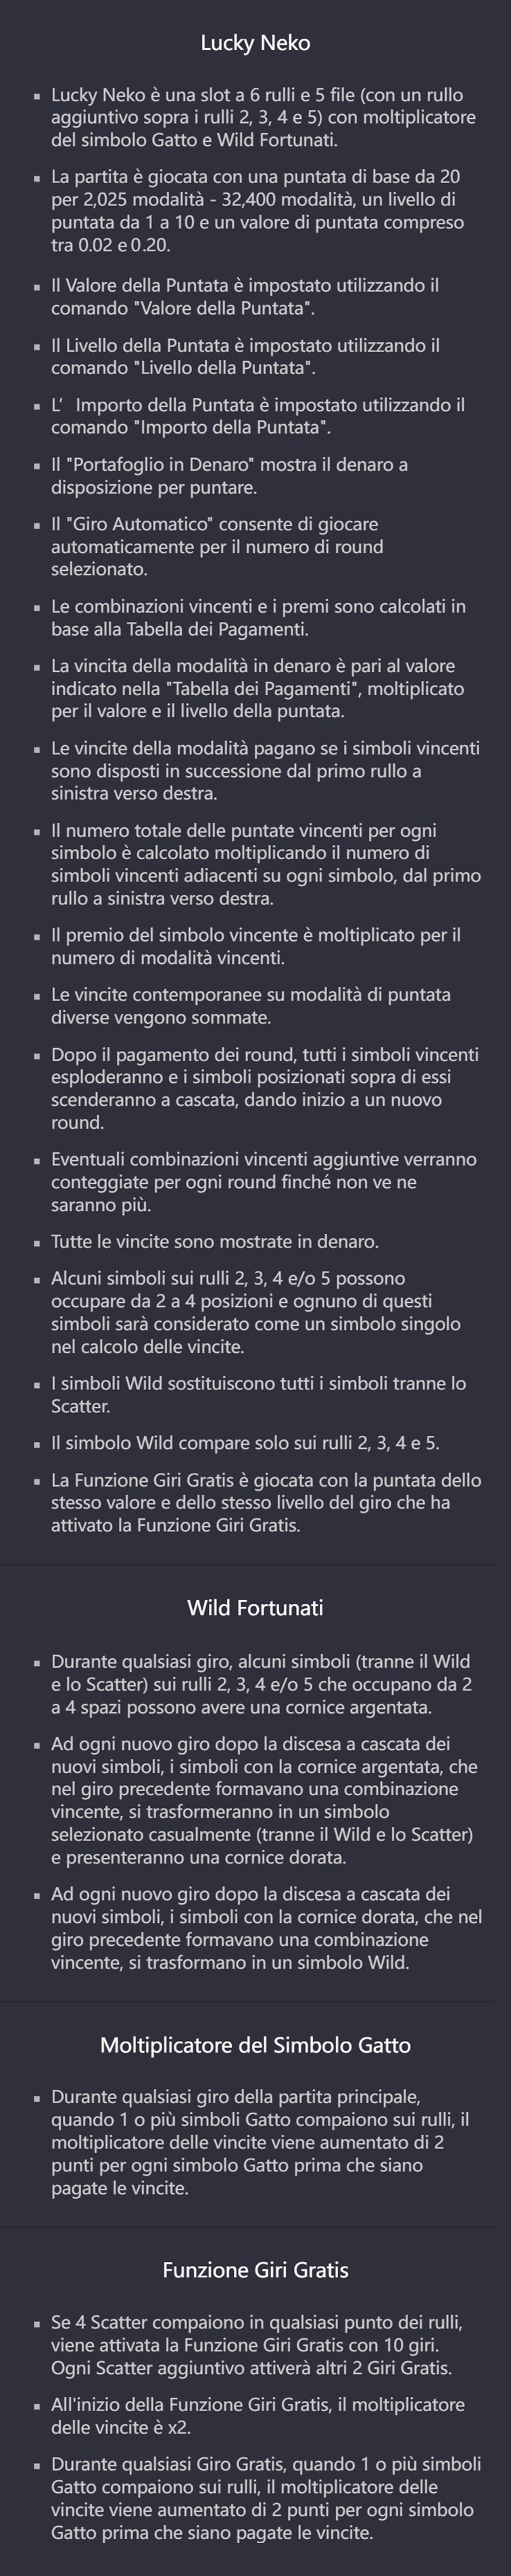 Lucky Neko
▪ Lucky Neko è una slot a 6 rulli e 5 file (con un rullo
aggiuntivo sopra i rulli 2, 3, 4 e 5) con moltiplicatore
del simbolo Gatto e Wild Fortunati.
▪ La partita è giocata con una puntata di base da 20
per 2,025 modalità - 32,400 modalità, un livello di
puntata da 1 a 10 e un valore di puntata compreso
tra 0.02 e 0.20.
▪ Il Valore della Puntata è impostato utilizzando il
comando "Valore della Puntata".
▪ Il Livello della Puntata è impostato utilizzando il
comando "Livello della Puntata".
▪ L’ Importo della Puntata è impostato utilizzando il
comando "Importo della Puntata".
▪ Il "Portafoglio in Denaro" mostra il denaro a
disposizione per puntare.
▪ Il "Giro Automatico" consente di giocare
automaticamente per il numero di round
selezionato.
▪ Le combinazioni vincenti e i premi sono calcolati in
base alla Tabella dei Pagamenti.
▪ La vincita della modalità in denaro è pari al valore
indicato nella "Tabella dei Pagamenti", moltiplicato
per il valore e il livello della puntata.
▪ Le vincite della modalità pagano se i simboli vincenti
sono disposti in successione dal primo rullo a
sinistra verso destra.
▪ Il numero totale delle puntate vincenti per ogni
simbolo è calcolato moltiplicando il numero di
simboli vincenti adiacenti su ogni simbolo, dal primo
rullo a sinistra verso destra.
▪ Il premio del simbolo vincente è moltiplicato per il
numero di modalità vincenti.
▪ Le vincite contemporanee su modalità di puntata
diverse vengono sommate.
▪ Dopo il pagamento dei round, tutti i simboli vincenti
esploderanno e i simboli posizionati sopra di essi
scenderanno a cascata, dando inizio a un nuovo
round.
▪ Eventuali combinazioni vincenti aggiuntive verranno
conteggiate per ogni round finché non ve ne
saranno più.
▪ Tutte le vincite sono mostrate in denaro.
▪ Alcuni simboli sui rulli 2, 3, 4 e/o 5 possono
occupare da 2 a 4 posizioni e ognuno di questi
simboli sarà considerato come un simbolo singolo
nel calcolo delle vincite.
▪ I simboli Wild sostituiscono tutti i simboli tranne lo
Scatter.
▪ Il simbolo Wild compare solo sui rulli 2, 3, 4 e 5.
▪ La Funzione Giri Gratis è giocata con la puntata dello
stesso valore e dello stesso livello del giro che ha
attivato la Funzione Giri Gratis.
Wild Fortunati
▪ Durante qualsiasi giro, alcuni simboli (tranne il Wild
e lo Scatter) sui rulli 2, 3, 4 e/o 5 che occupano da 2
a 4 spazi possono avere una cornice argentata.
▪ Ad ogni nuovo giro dopo la discesa a cascata dei
nuovi simboli, i simboli con la cornice argentata, che
nel giro precedente formavano una combinazione
vincente, si trasformeranno in un simbolo
selezionato casualmente (tranne il Wild e lo Scatter)
e presenteranno una cornice dorata.
▪ Ad ogni nuovo giro dopo la discesa a cascata dei
nuovi simboli, i simboli con la cornice dorata, che nel
giro precedente formavano una combinazione
vincente, si trasformano in un simbolo Wild.
Moltiplicatore del Simbolo Gatto
▪ Durante qualsiasi giro della partita principale,
quando 1 o più simboli Gatto compaiono sui rulli, il
moltiplicatore delle vincite viene aumentato di 2
punti per ogni simbolo Gatto prima che siano
pagate le vincite.
Funzione Giri Gratis
▪ Se 4 Scatter compaiono in qualsiasi punto dei rulli,
viene attivata la Funzione Giri Gratis con 10 giri.
Ogni Scatter aggiuntivo attiverà altri 2 Giri Gratis.
▪ All'inizio della Funzione Giri Gratis, il moltiplicatore
delle vincite è x2.
▪ Durante qualsiasi Giro Gratis, quando 1 o più simboli
Gatto compaiono sui rulli, il moltiplicatore delle
vincite viene aumentato di 2 punti per ogni simbolo
Gatto prima che siano pagate le vincite.